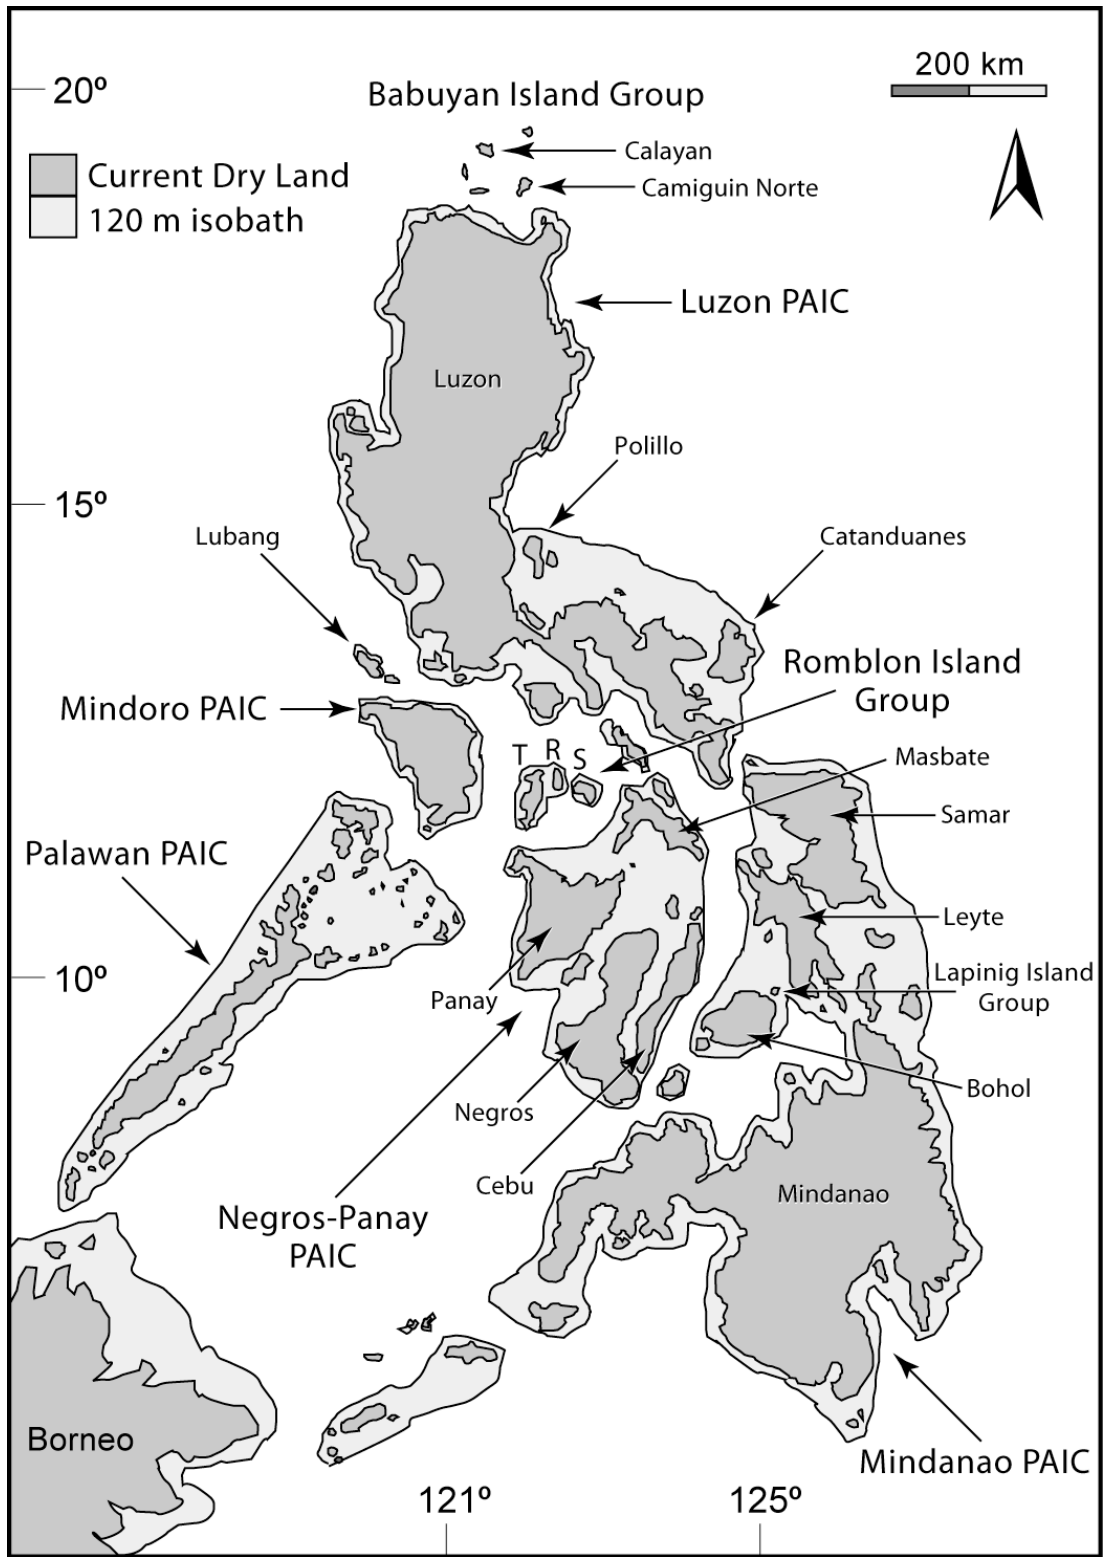 200 km
20º
Babuyan Island Group
Calayan
Camiguin Norte
Current Dry Land
120 m isobath
Luzon PAIC
Luzon
Polillo
15º
Lubang
Catanduanes
Romblon Island
Group
Mindoro PAIC
T R S
Masbate
Samar
Palawan PAIC
Leyte
10º
Lapinig Island
Group
Panay
Bohol
Negros
Cebu
Mindanao
Negros-Panay
PAIC
Borneo
Mindanao PAIC
121º
125º